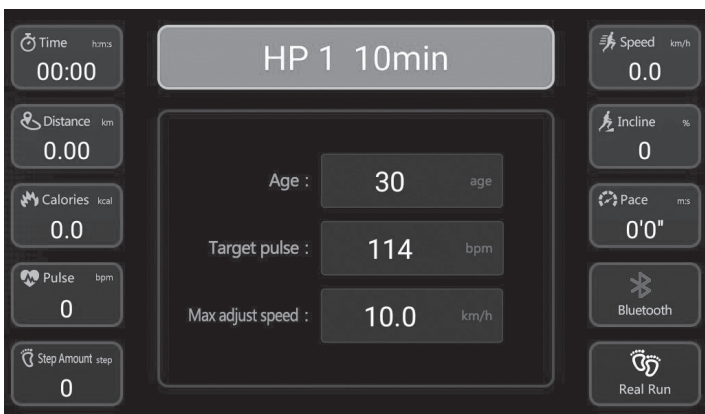 Time h:m:s
00:00
Distance km
0.00
Calories kcal
0.0
Pulse bpm
0
Step Amount step
0
HP 1 10min
Age : 30 age
Target pulse : 114 bpm
Max adjust speed : 10.0 km/h
Speed km/h
0.0
Incline %
0
Pace m:s
0'0"
Bluetooth
Real Run